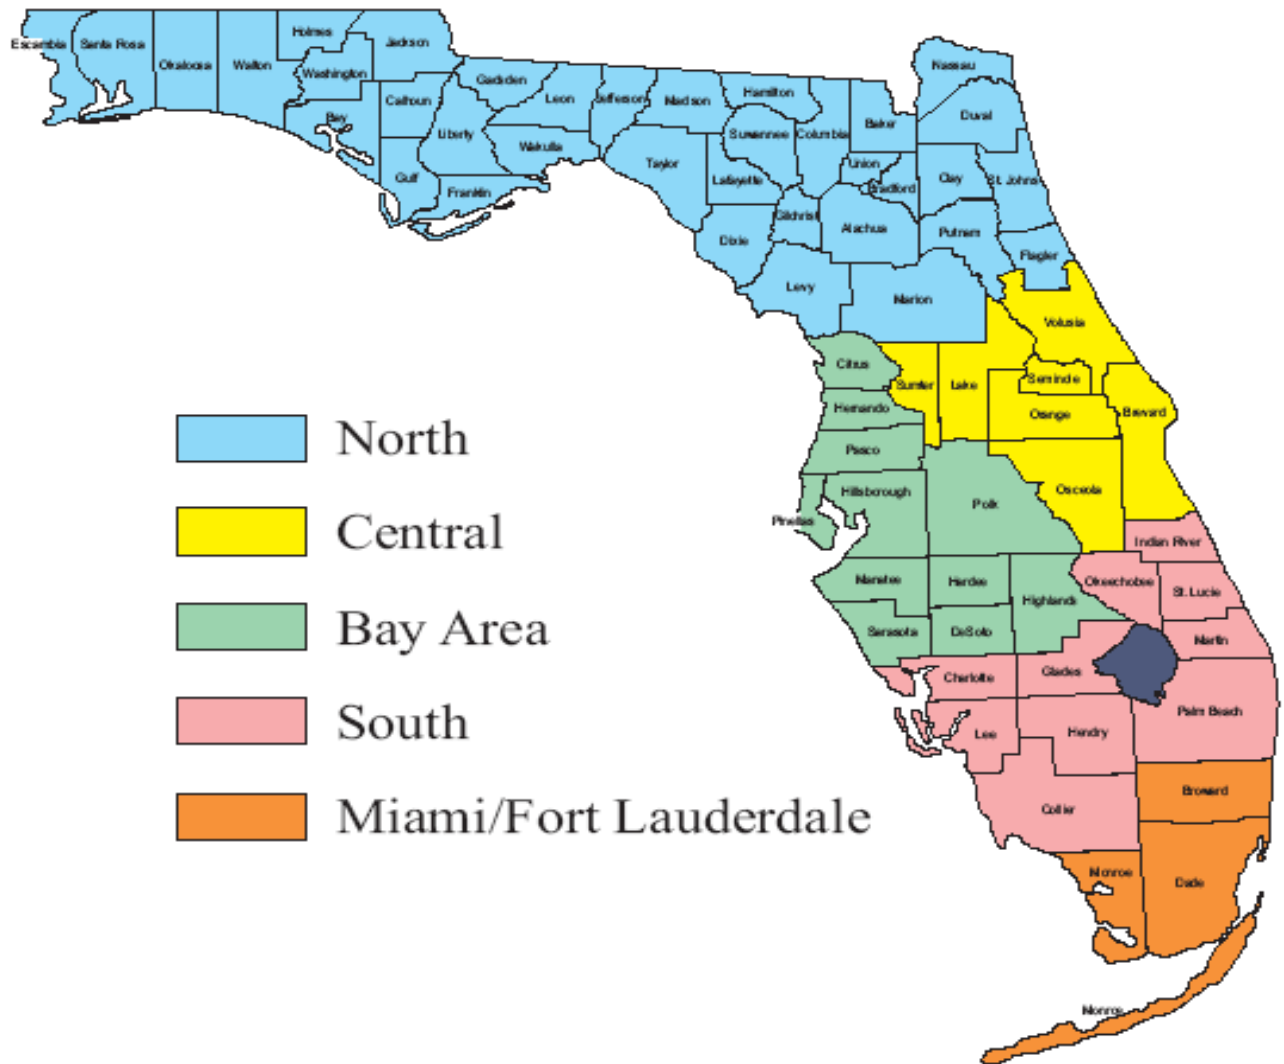 Escambia
Santa Rosa
Okaloosa
Walton
Holmes
Washington
Jackson
Bay
Calhoun
Gulf
Liberty
Gadsden
Franklin
Leon
Wakulla
Jefferson
Madson
Taylor
Hamilton
Suwannee
Lafayette
Dixie
Columbia
Gilchrist
Levy
Baker
Union
Bradford
Alachua
Marion
Nassau
Duval
Clay
St. Johns
Putnam
Flagler
Volusia
Citrus
Sumter
Lake
Seminole
Orange
Brevard
Hernando
Pasco
Hillsborough
Pinellas
Polk
Osceola
Indian River
Manatee
Hardee
Highlands
Okeechobee
St. Lucie
Sarasota
DeSoto
Martin
Charlotte
Glades
Palm Beach
Lee
Hendry
Collier
Broward
Monroe
Dade
Monroe
North
Central
Bay Area
South
Miami/Fort Lauderdale